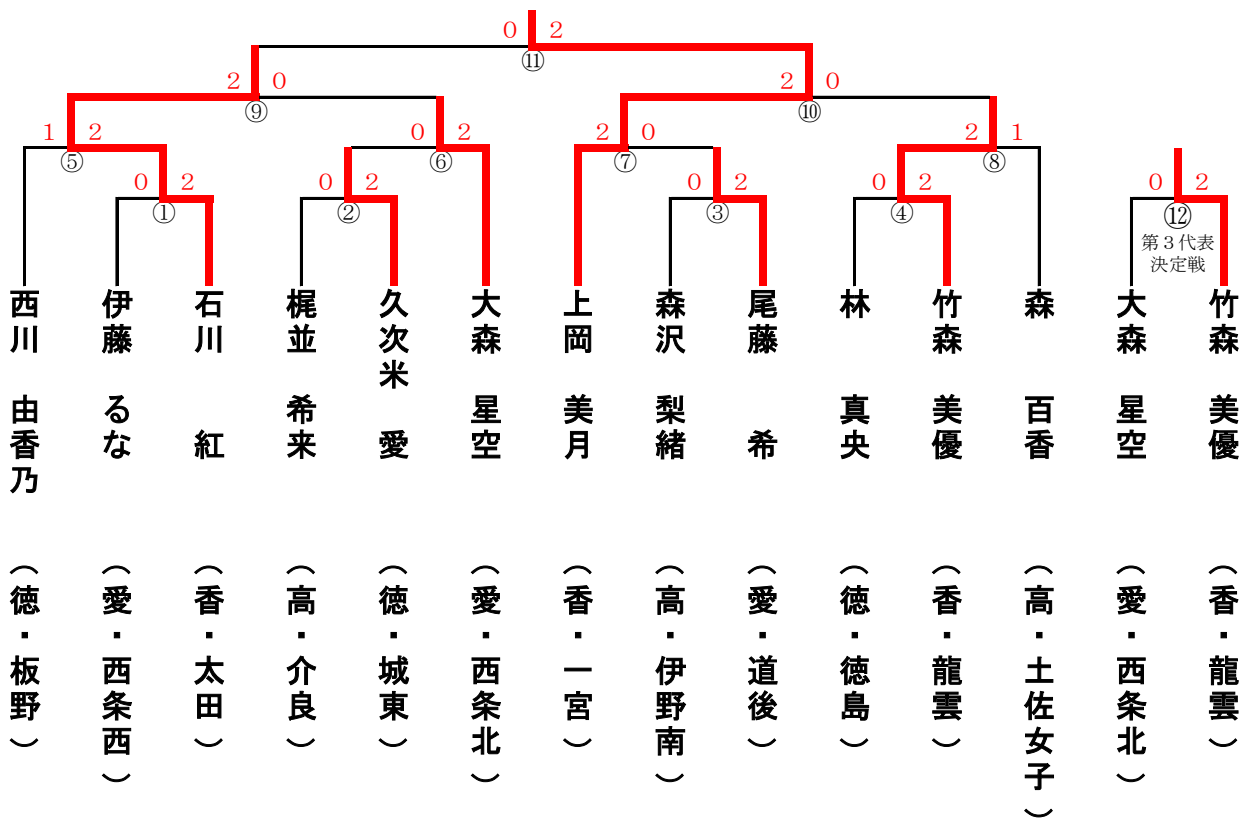 0 2
⑪
2 0 2 0
⑨ ⑩
1 2 0 2 2 0 2 1
⑤ ⑥ ⑦ ⑧
0 2 0 2 0 2 0 2 0 2
① ② ③ ④ ⑫
第3代表
決定戦
西川 由香乃 (徳・板野)
伊藤 るな (愛・西条西)
石川 紅 (香・太田)
梶並 希来 (高・介良)
久次米 愛 (徳・城東)
大森 星空 (愛・西条北)
上岡 美月 (香・一宮)
森沢 梨緒 (高・伊野南)
尾藤 希 (愛・道後)
林 真央 (徳・徳島)
竹森 美優 (香・龍雲)
森 百香 (高・土佐女子)
大森 星空 (愛・西条北)
竹森 美優 (香・龍雲)